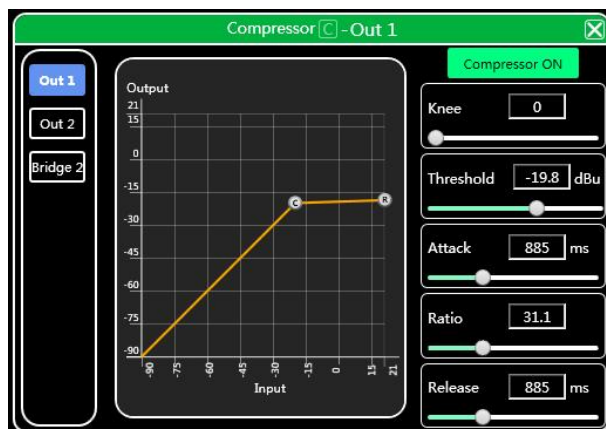 Compressor C -Out 1
Out 1
Out 2
Bridge 2
Output
21
15
0
-15
-30
-45
-60
-75
-90
C
R
-90 -75 -60 -45 -30 -15 0 15 21
Input
Compressor ON
Knee 0
Threshold -19.8 dBu
Attack 885 ms
Ratio 31.1
Release 885 ms